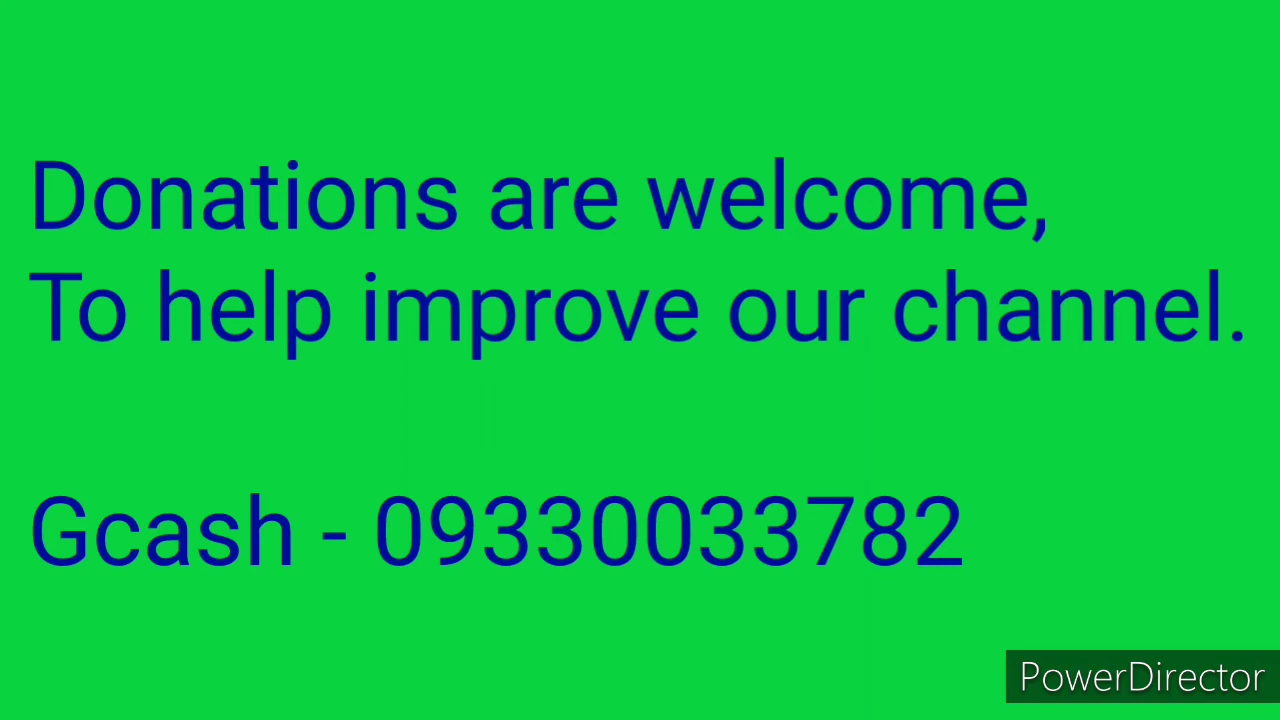 Donations are welcome,
To help improve our channel.
Gcash - 09330033782
PowerDirector